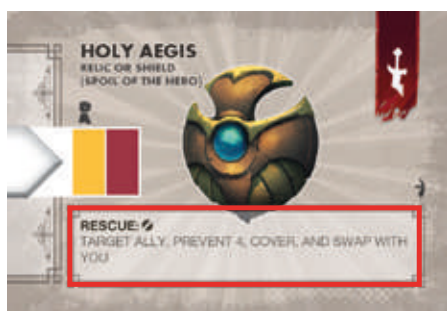 HOLY AEGIS
RELIC OR SHIELD
(SPOIL OF THE HERO)
RESCUE:
TARGET ALLY, PREVENT 4, COVER, AND SWAP WITH
YOU